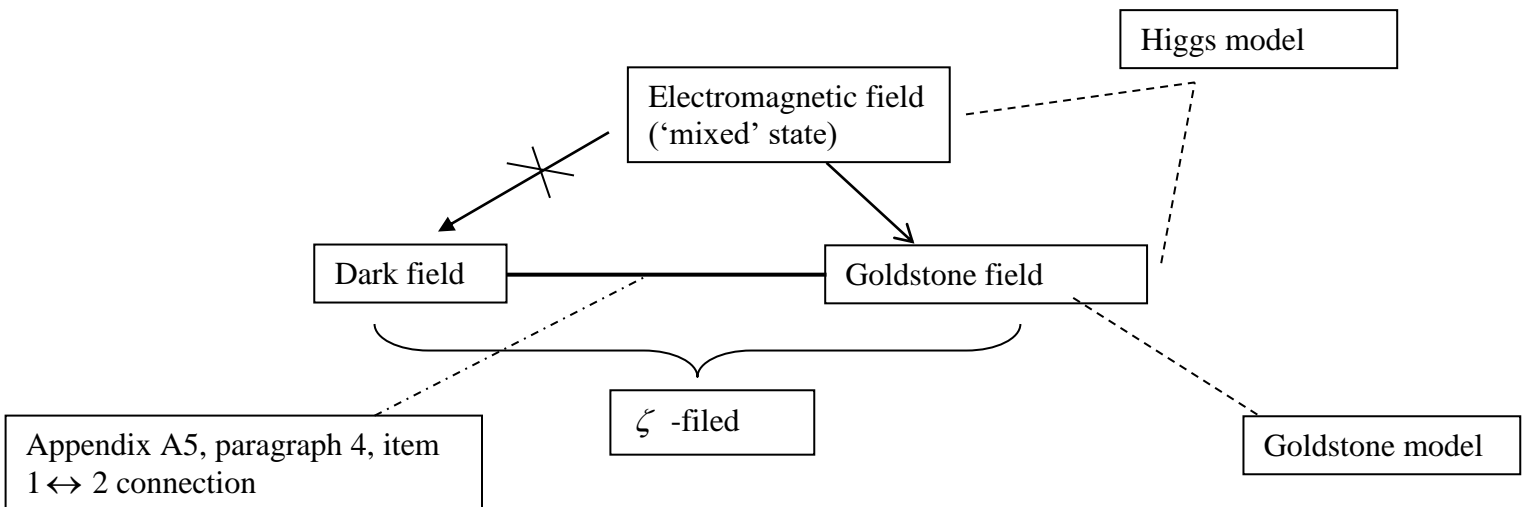 Higgs model
Electromagnetic field
(‘mixed’ state)
Dark field
Goldstone field
ζ -filed
Appendix A5, paragraph 4, item
1↔ 2 connection
Goldstone model